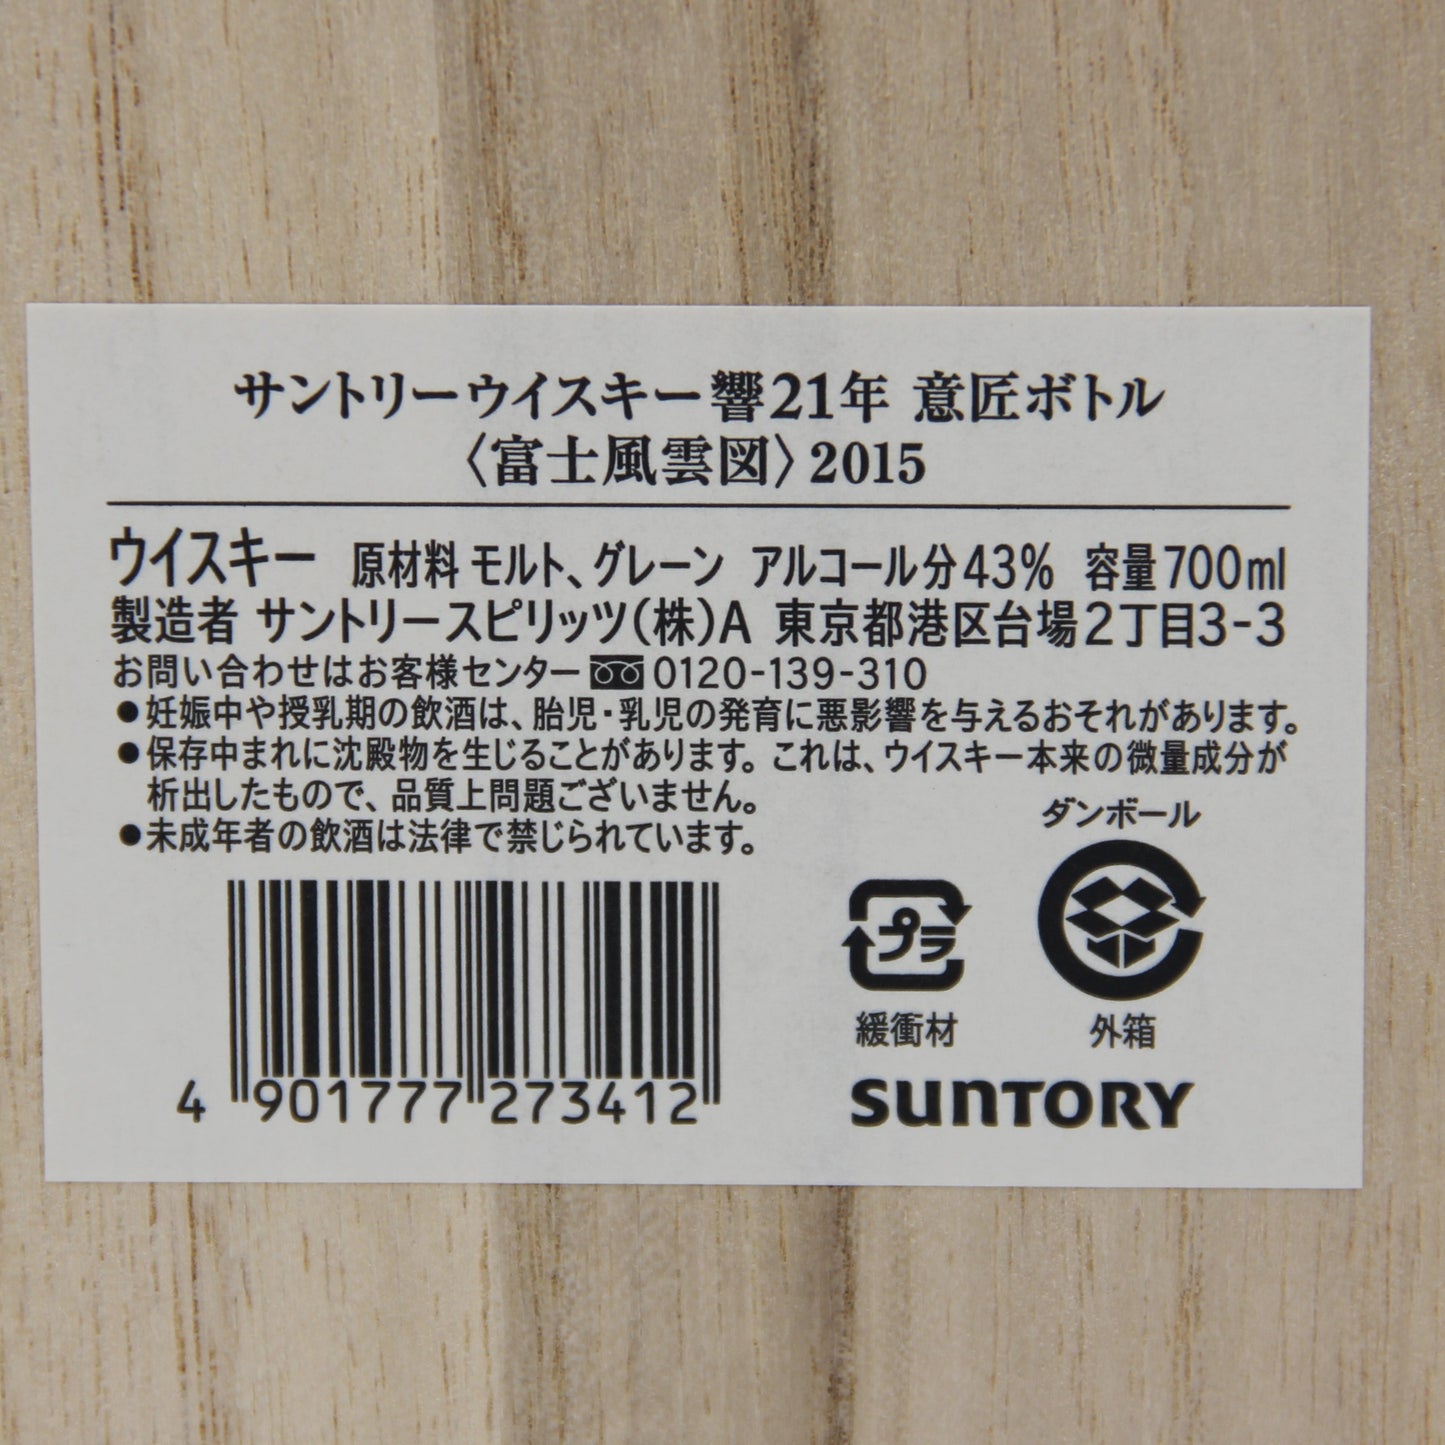 サントリーウイスキー響21年 意匠ボトル
〈富士風雲図〉2015
ウイスキー 原材料 モルト、グレーン アルコール分43% 容量700ml
製造者 サントリースピリッツ(株)A 東京都港区台場2丁目3-3
お問い合わせはお客様センター 0120-139-310
●妊娠中や授乳期の飲酒は、胎児・乳児の発育に悪影響を与えるおそれがあります。
●保存中まれに沈殿物を生じることがあります。これは、ウイスキー本来の微量成分が
析出したもので、品質上問題ございません。
●未成年者の飲酒は法律で禁じられています。
ダンボール
プラ
緩衝材
外箱
4 901777 273412
SUNTORY